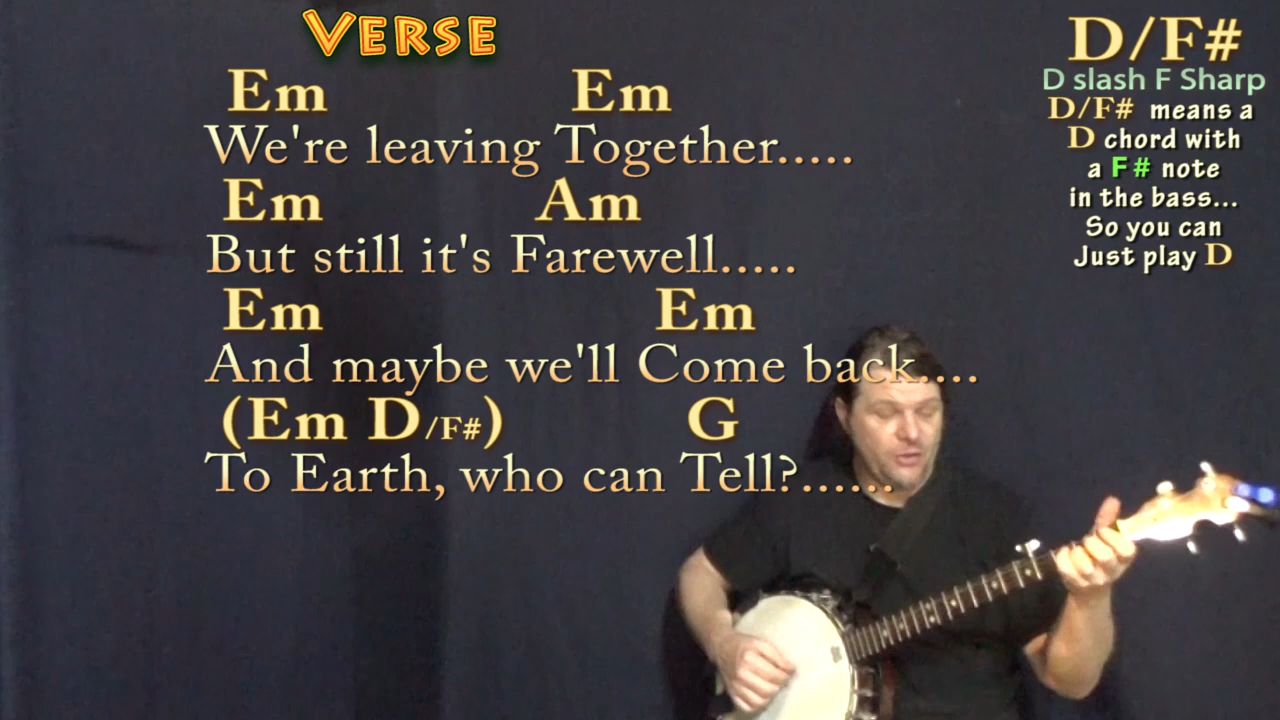 VERSE
Em Em
We're leaving Together.....
Em Am
But still it's Farewell.....
Em Em
And maybe we'll Come back....
(Em D/F#) G
To Earth, who can Tell?......
D/F#
D slash F Sharp
D/F# means a
D chord with
a F# note
in the bass...
So you can
Just play D